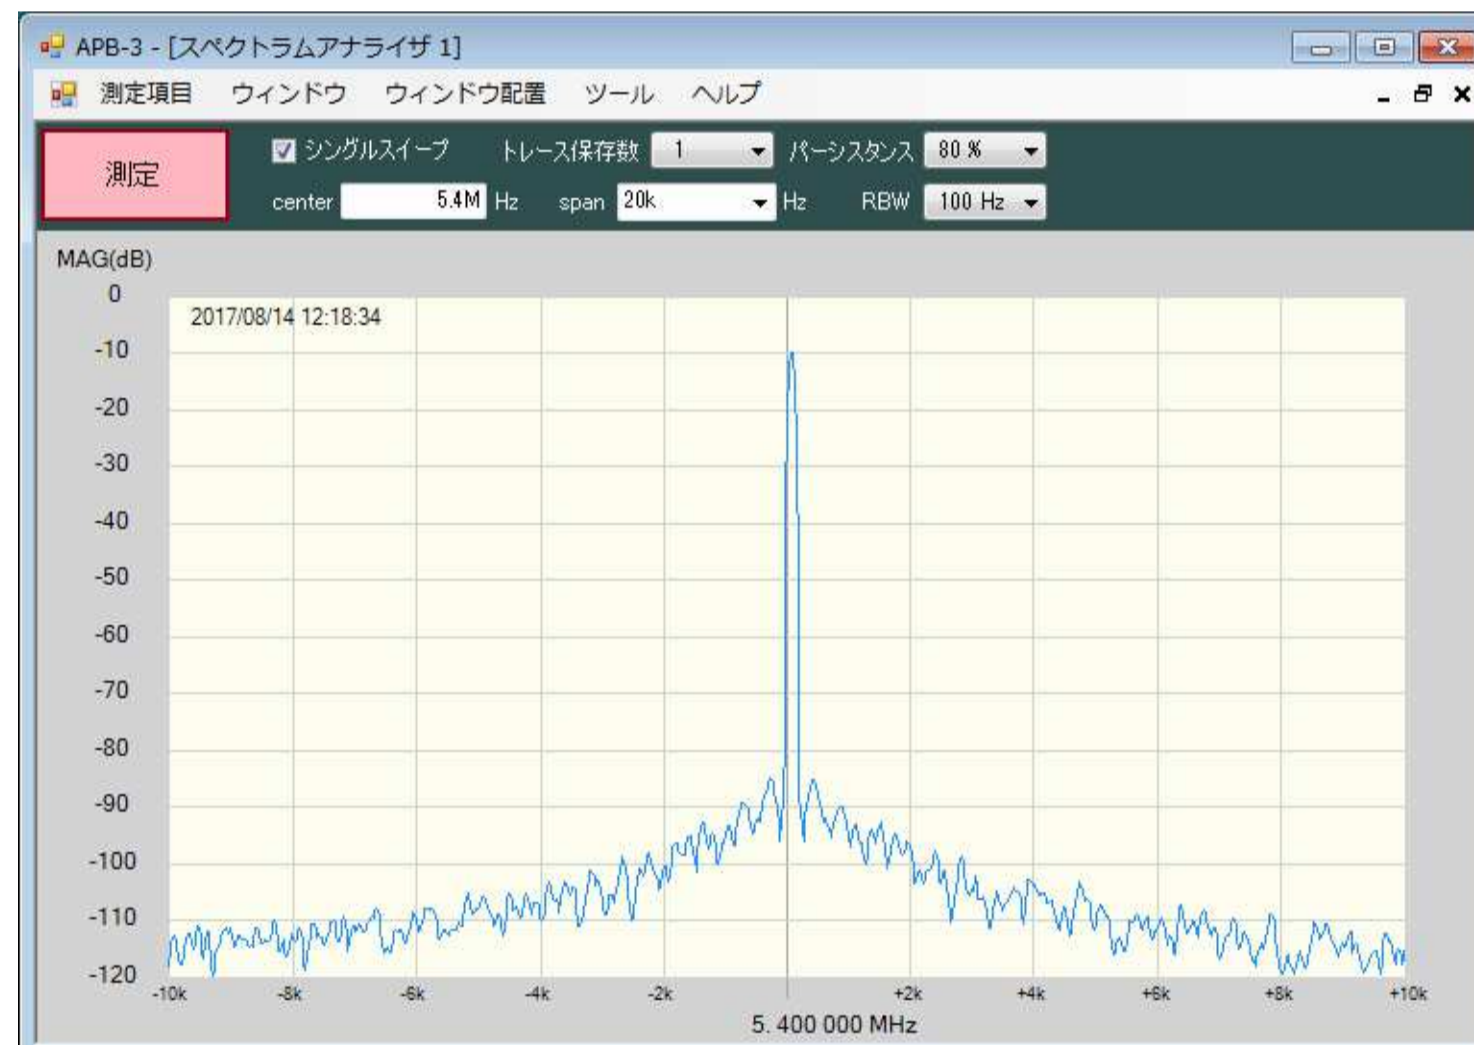 APB-3 - [スペクトラムアナライザ 1]
測定項目 ウィンドウ ウィンドウ配置 ツール ヘルプ
測定
シングルスイープ トレース保存数 1 パーシスタンス 80 %
center 5.4M Hz span 20k Hz RBW 100 Hz
MAG(dB)
0
2017/08/14 12:18:34
-10
-20
-30
-40
-50
-60
-70
-80
-90
-100
-110
-120
-10k -8k -6k -4k -2k +2k +4k +6k +8k +10k
5. 400 000 MHz